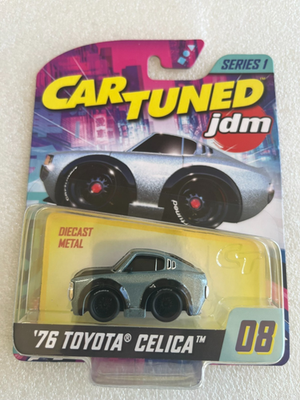 SERIES 1
CAR TUNED
jdm
DIECAST
METAL
'76 TOYOTA® CELICA™
08